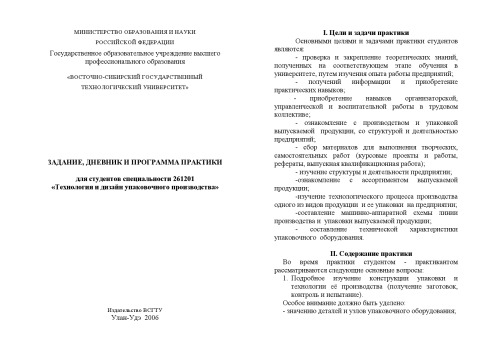 МИНИСТЕРСТВО ОБРАЗОВАНИЯ И НАУКИ
РОССИЙСКОЙ ФЕДЕРАЦИИ
Государственное образовательное учреждение высшего
профессионального образования
«ВОСТОЧНО-СИБИРСКИЙ ГОСУДАРСТВЕННЫЙ
ТЕХНОЛОГИЧЕСКИЙ УНИВЕРСИТЕТ»
ЗАДАНИЕ, ДНЕВНИК И ПРОГРАММА ПРАКТИКИ
для студентов специальности 261201
«Технология и дизайн упаковочного производства»
Издательство ВСГТУ
Улан-Удэ 2006
I. Цели и задачи практики
Основными целями и задачами практики студентов
являются:
- проверка и закрепление теоретических знаний,
полученных на соответствующем этапе обучения в
университете, путем изучения опыта работы предприятий;
- получений информации и приобретение
практических навыков;
- приобретение навыков организаторской,
управленческой и воспитательной работы в трудовом
коллективе;
- ознакомление с производством и упаковкой
выпускаемой продукции, со структурой и деятельностью
предприятий;
- сбор материалов для выполнения творческих,
самостоятельных работ (курсовые проекты и работы,
рефераты, выпускная квалификационная работа);
- изучение структуры и деятельности предприятии;
-ознакомление с ассортиментом выпускаемой
продукции;
-изучение технологического процесса производства
одного из видов продукции и ее упаковки на предприятии;
-составление машинно-аппаратной схемы линии
производства и упаковки выпускаемой продукции;
- составление технической характеристики
упаковочного оборудования.
II. Содержание практики
Во время практики студентом - практикантом
рассматриваются следующие основные вопросы:
1. Подробное изучение конструкции упаковки и
технологии её производства (получение заготовок,
контроль и испытание).
Особое внимание должно быть уделено:
- значению деталей и узлов упаковочного оборудования;